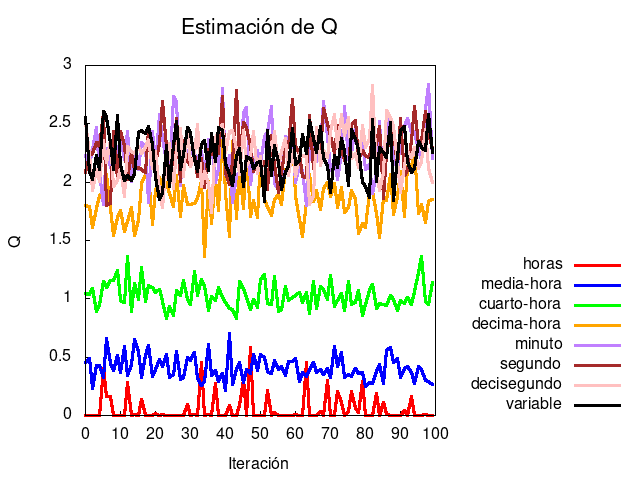 Estimación de Q
3
2.5
2
1.5
1
0.5
0
Q
0 10 20 30 40 50 60 70 80 90 100
Iteración
horas
media-hora
cuarto-hora
decima-hora
minuto
segundo
decisegundo
variable